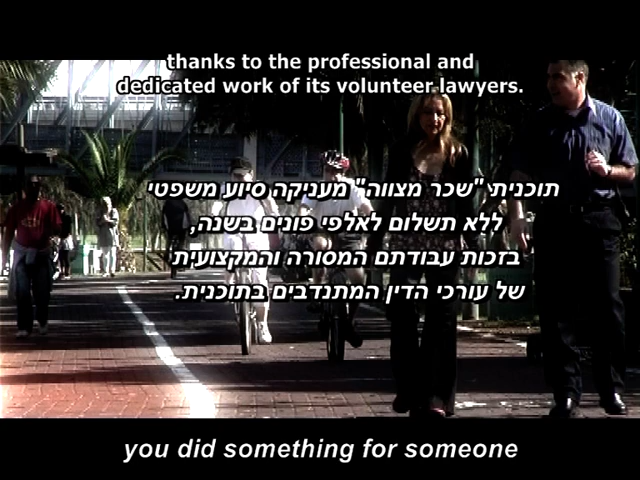 thanks to the professional and
dedicated work of its volunteer lawyers.
תוכנית "שכר מצווה" מעניקה סיוע משפטי
ללא תשלום לאלפי פונים בשנה,
בזכות עבודתם המסורה והמקצועית
של עורכי הדין המתנדבים בתוכנית.
you did something for someone